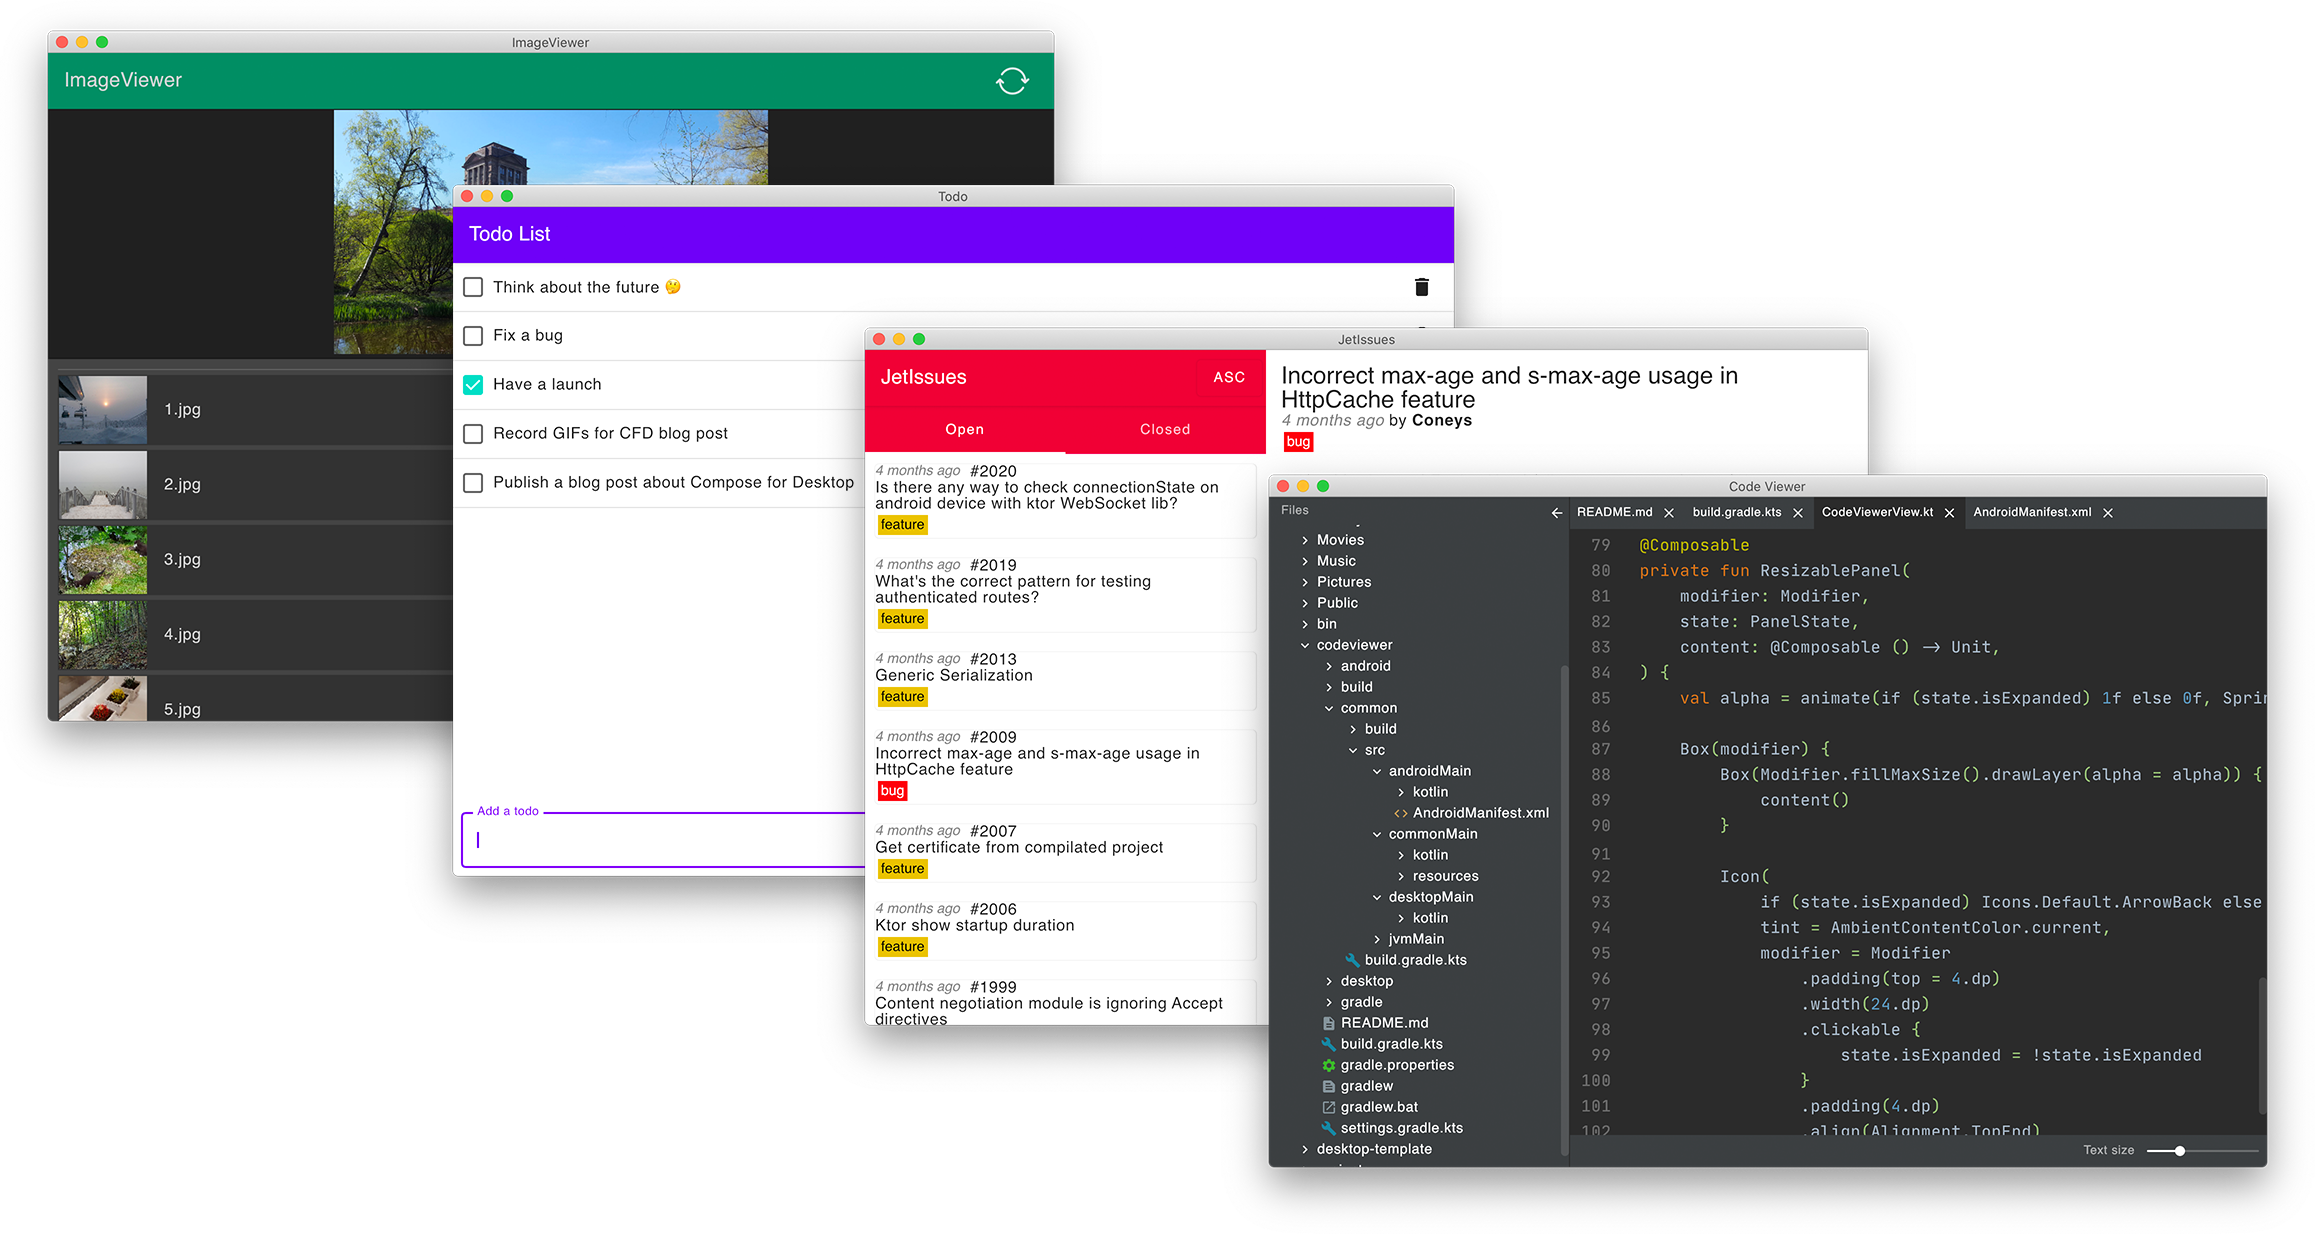 ImageViewer
ImageViewer
1.jpg
2.jpg
3.jpg
4.jpg
5.jpg
Todo
Todo List
Think about the future 🤔
Fix a bug
Have a launch
Record GIFs for CFD blog post
Publish a blog post about Compose for Desktop
Add a todo
JetIssues
JetIssues
ASC
Open
Closed
4 months ago #2020
Is there any way to check connectionState on
android device with ktor WebSocket lib?
feature
4 months ago #2019
What's the correct pattern for testing
authenticated routes?
feature
4 months ago #2013
Generic Serialization
feature
4 months ago #2009
Incorrect max-age and s-max-age usage in
HttpCache feature
bug
4 months ago #2007
Get certificate from compilated project
feature
4 months ago #2006
Ktor show startup duration
feature
4 months ago #1999
Content negotiation module is ignoring Accept
directives
Incorrect max-age and s-max-age usage in
HttpCache feature
4 months ago by Coneys
bug
Code Viewer
Files
Movies
Music
Pictures
Public
bin
codeviewer
android
build
common
build
src
androidMain
kotlin
AndroidManifest.xml
commonMain
kotlin
resources
desktopMain
kotlin
jvmMain
build.gradle.kts
desktop
gradle
README.md
build.gradle.kts
gradle.properties
gradlew
gradlew.bat
settings.gradle.kts
desktop-template
README.md build.gradle.kts CodeViewerView.kt AndroidManifest.xml
79 @Composable
80 private fun ResizablePanel(
81 modifier: Modifier,
82 state: PanelState,
83 content: @Composable () -> Unit,
84 ) {
85 val alpha = animate(if (state.isExpanded) 1f else 0f, Sprin
86
87 Box(modifier) {
88 Box(Modifier.fillMaxSize().drawLayer(alpha = alpha)) {
89 content()
90 }
91
92 Icon(
93 if (state.isExpanded) Icons.Default.ArrowBack else
94 tint = AmbientContentColor.current,
95 modifier = Modifier
96 .padding(top = 4.dp)
97 .width(24.dp)
98 .clickable {
99 state.isExpanded = !state.isExpanded
100 }
101 .padding(4.dp)
102 .align(Alignment.TopEnd)
Text size